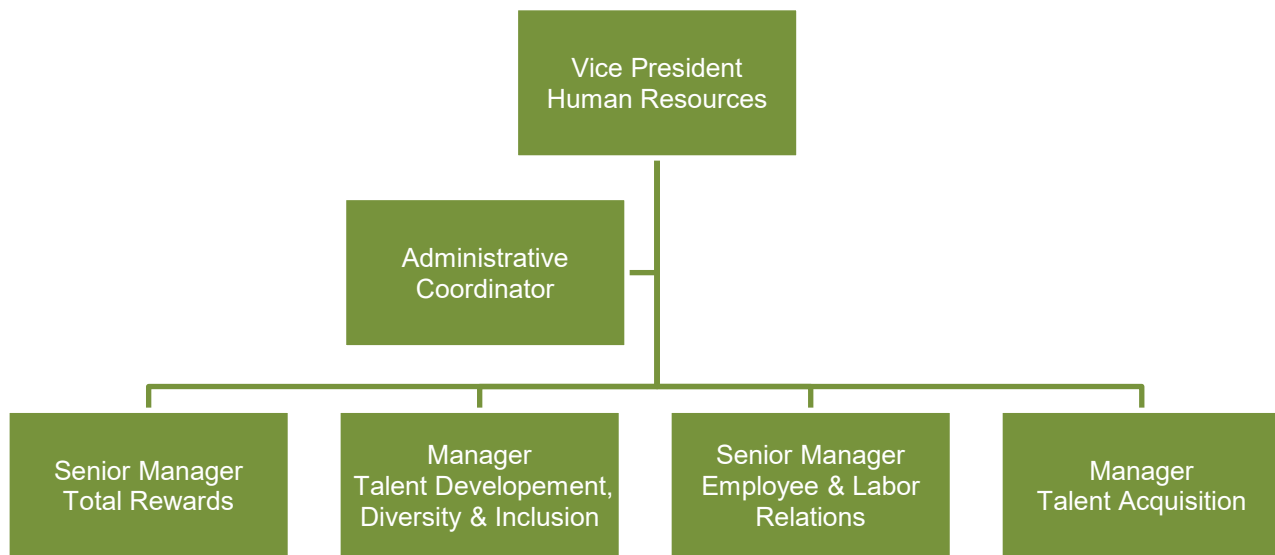 Vice President
Human Resources
Administrative
Coordinator
Senior Manager
Total Rewards
Manager
Talent Developement,
Diversity & Inclusion
Senior Manager
Employee & Labor
Relations
Manager
Talent Acquisition